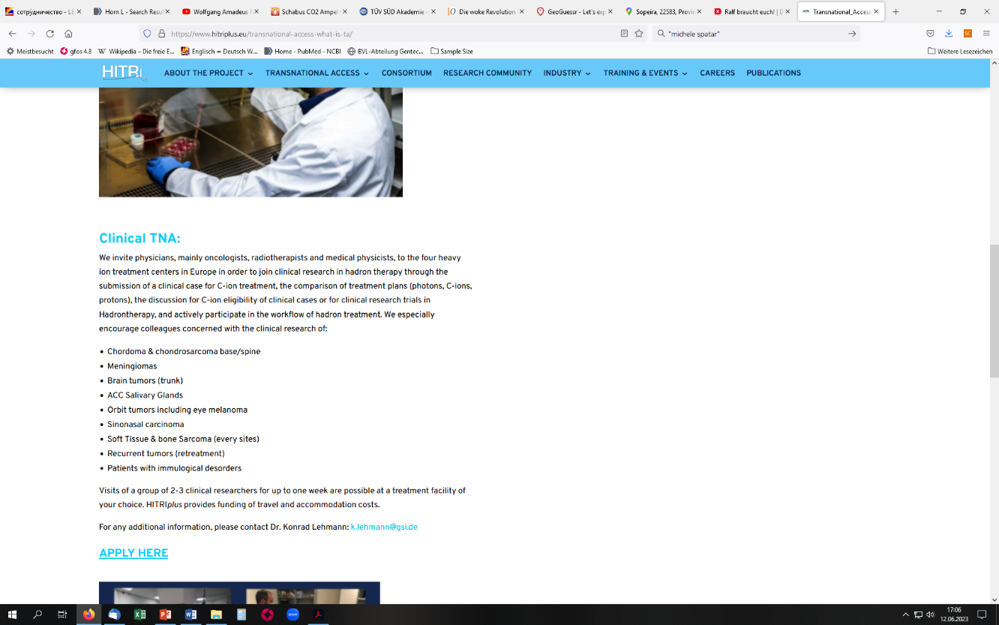 сотру́дничество - LE
Horn L - Search Resul
Wolfgang Amadeus M
Schabus CO2 Ampel
TÜV SÜD Akademie -
Die woke Revolution
GeoGuessr - Let's exp
Sopeira, 22583, Provin
Ralf braucht euch! | D
Transnational_Access
https://www.hitriplus.eu/transnational-access-what-is-ta/
"michele spatar"
Meistbesucht
gfos 4.8
Wikipedia – Die freie E...
Englisch ⇔ Deutsch W...
Home - PubMed - NCBI
BVL-Abteilung Gentec...
Sample Size
Weitere Lesezeichen
HITRI
ABOUT THE PROJECT
TRANSNATIONAL ACCESS
CONSORTIUM
RESEARCH COMMUNITY
INDUSTRY
TRAINING & EVENTS
CAREERS
PUBLICATIONS
Clinical TNA:
We invite physicians, mainly oncologists, radiotherapists and medical physicists, to the four heavy
ion treatment centers in Europe in order to join clinical research in hadron therapy through the
submission of a clinical case for C-ion treatment, the comparison of treatment plans (photons, C-ions,
protons), the discussion for C-ion eligibility of clinical cases or for clinical research trials in
Hadrontherapy, and actively participate in the workflow of hadron treatment. We especially
encourage colleagues concerned with the clinical research of:
• Chordoma & chondrosarcoma base/spine
• Meningiomas
• Brain tumors (trunk)
• ACC Salivary Glands
• Orbit tumors including eye melanoma
• Sinonasal carcinoma
• Soft Tissue & bone Sarcoma (every sites)
• Recurrent tumors (retreatment)
• Patients with immulogical desorders
Visits of a group of 2-3 clinical researchers for up to one week are possible at a treatment facility of
your choice. HITRIplus provides funding of travel and accommodation costs.
For any additional information, please contact Dr. Konrad Lehmann: k.lehmann@gsi.de
APPLY HERE
zoom
17:06
12.06.2023